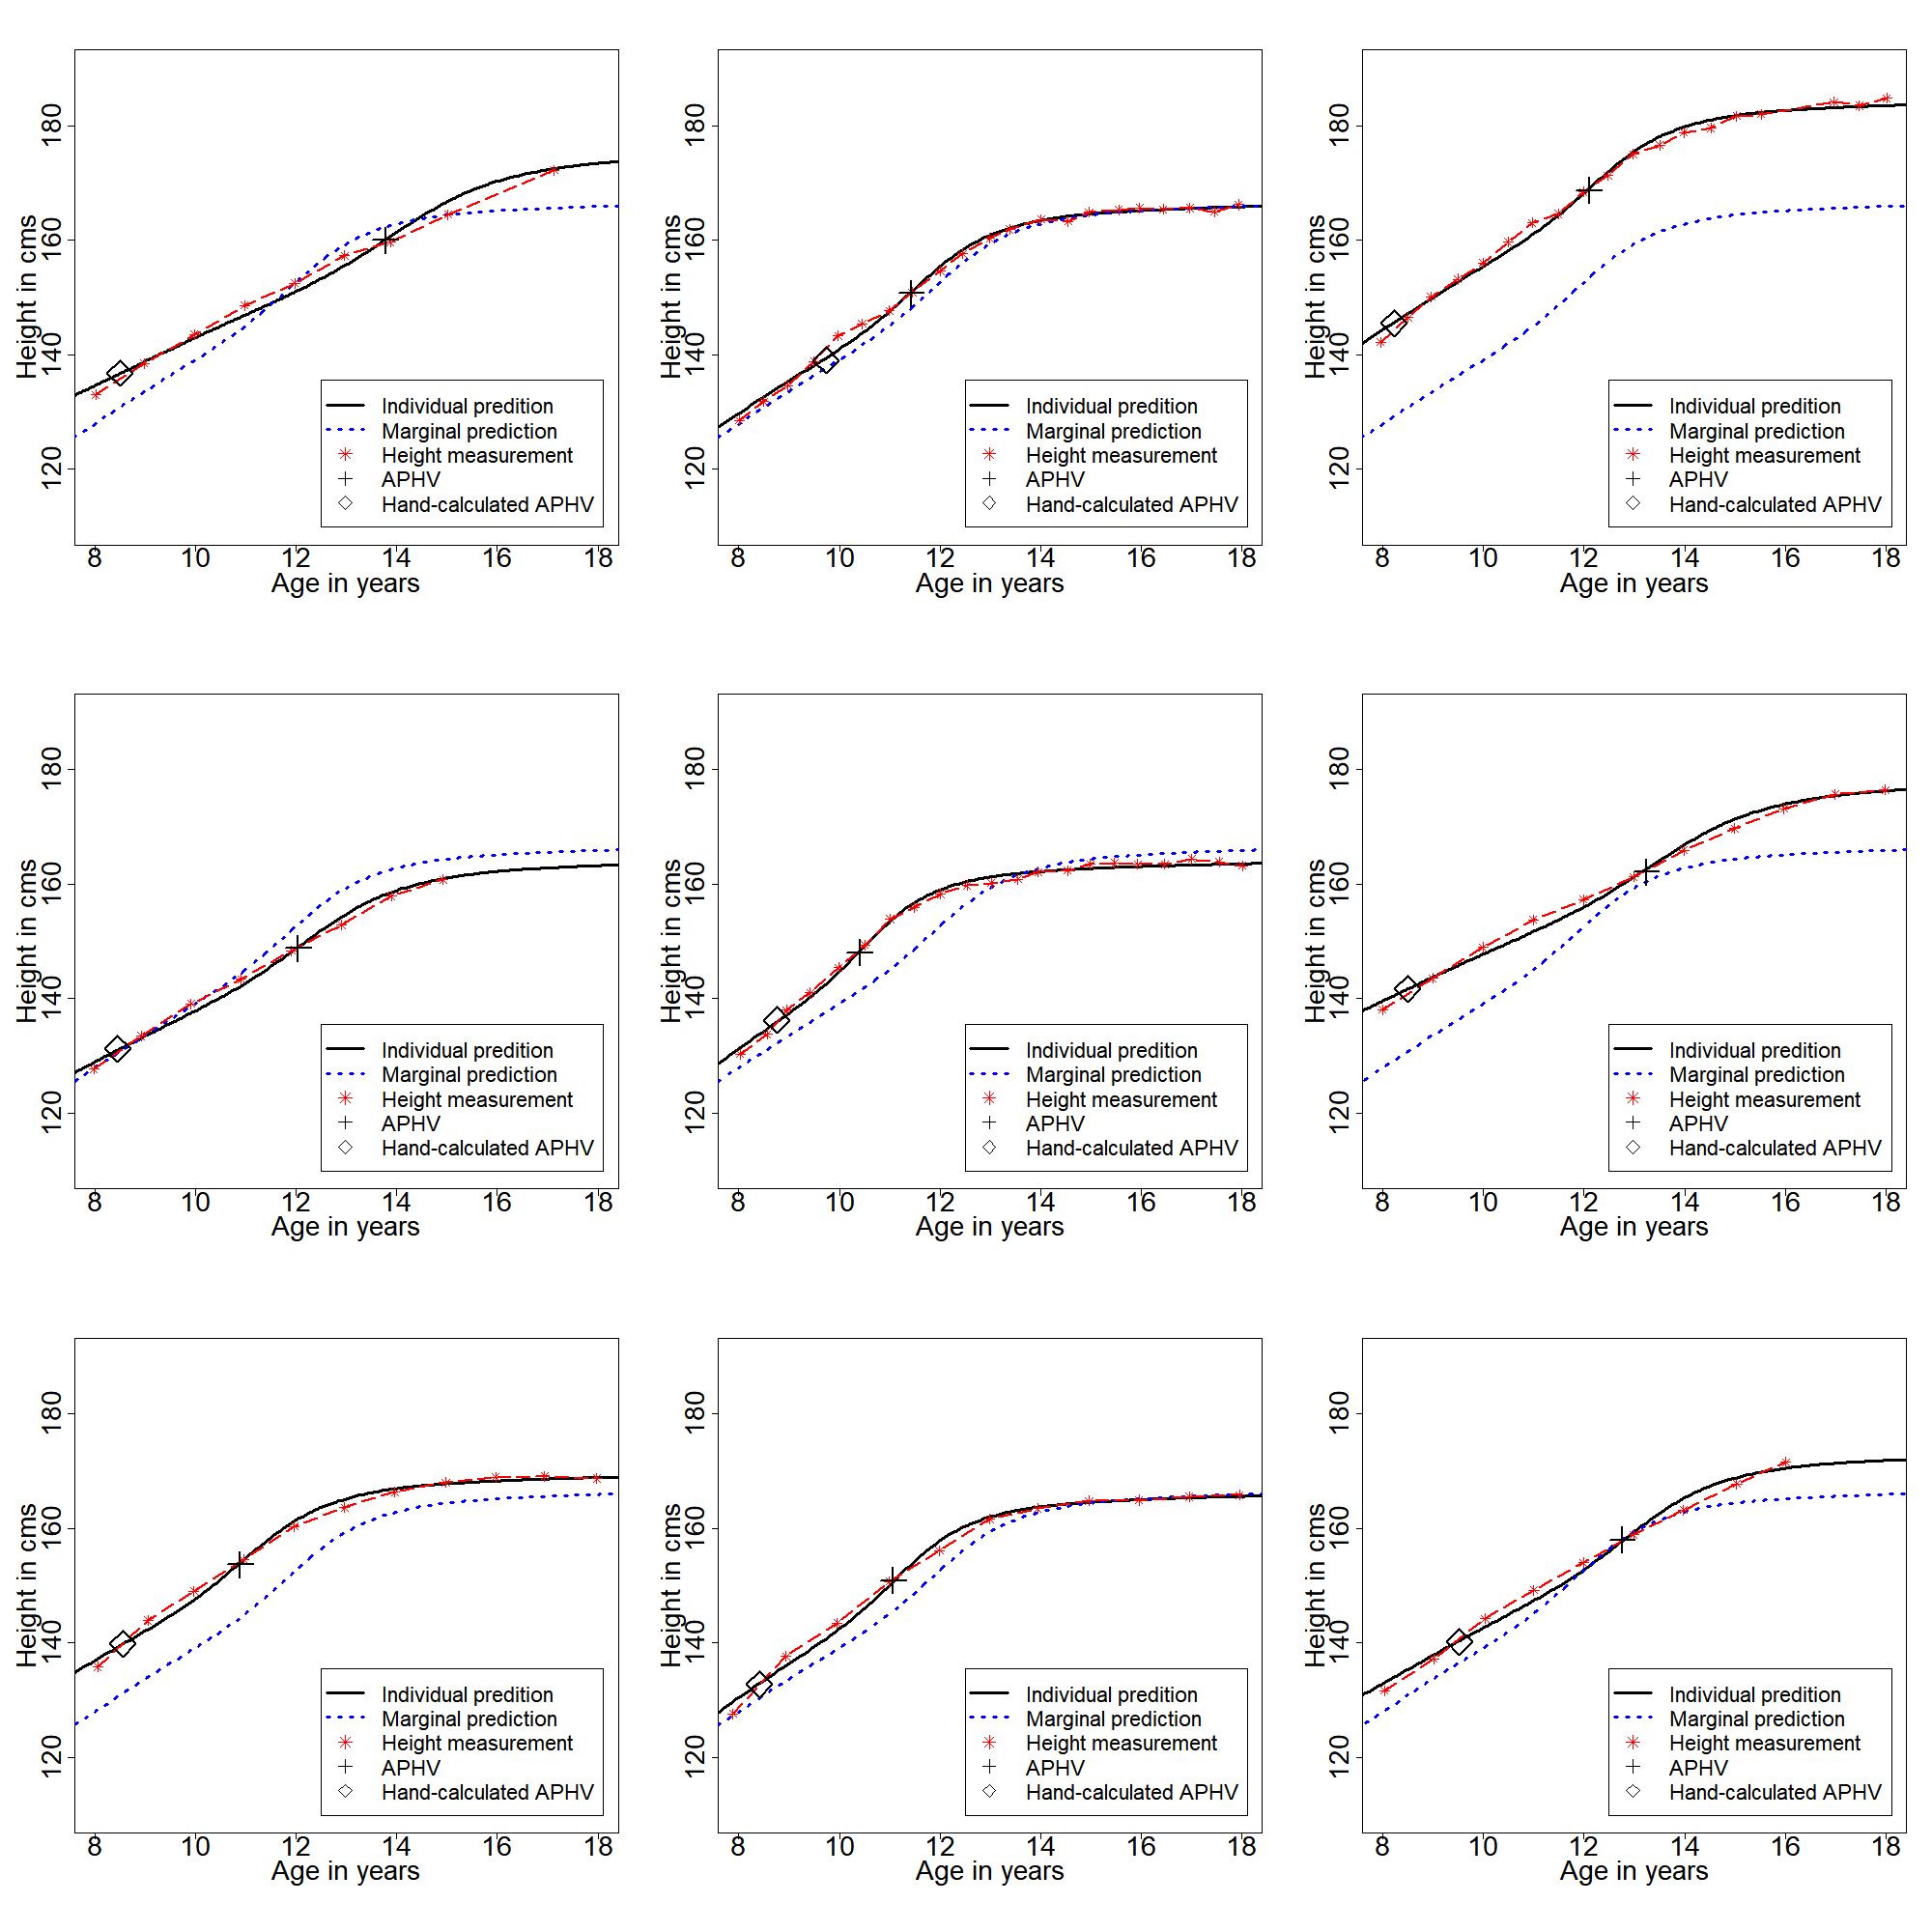 Height in cms
180
160
140
120
Individual predition
Marginal prediction
Height measurement
APHV
Hand-calculated APHV
8 10 12 14 16 18
Age in years
Height in cms
180
160
140
120
Individual predition
Marginal prediction
Height measurement
APHV
Hand-calculated APHV
8 10 12 14 16 18
Age in years
Height in cms
180
160
140
120
Individual predition
Marginal prediction
Height measurement
APHV
Hand-calculated APHV
8 10 12 14 16 18
Age in years
Height in cms
180
160
140
120
Individual predition
Marginal prediction
Height measurement
APHV
Hand-calculated APHV
8 10 12 14 16 18
Age in years
Height in cms
180
160
140
120
Individual predition
Marginal prediction
Height measurement
APHV
Hand-calculated APHV
8 10 12 14 16 18
Age in years
Height in cms
180
160
140
120
Individual predition
Marginal prediction
Height measurement
APHV
Hand-calculated APHV
8 10 12 14 16 18
Age in years
Height in cms
180
160
140
120
Individual predition
Marginal prediction
Height measurement
APHV
Hand-calculated APHV
8 10 12 14 16 18
Age in years
Height in cms
180
160
140
120
Individual predition
Marginal prediction
Height measurement
APHV
Hand-calculated APHV
8 10 12 14 16 18
Age in years
Height in cms
180
160
140
120
Individual predition
Marginal prediction
Height measurement
APHV
Hand-calculated APHV
8 10 12 14 16 18
Age in years